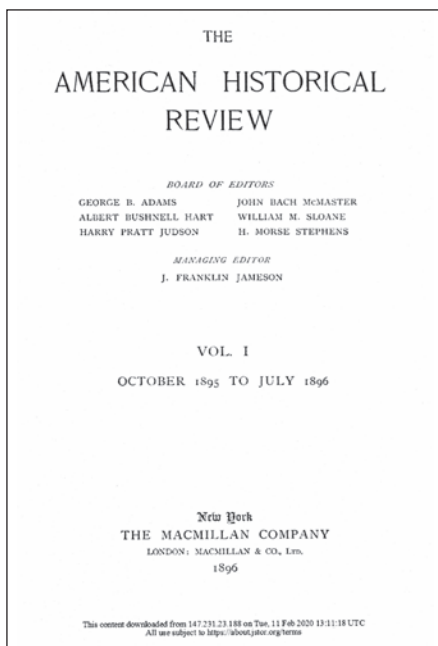 THE
AMERICAN HISTORICAL
REVIEW
BOARD OF EDITORS
GEORGE B. ADAMS JOHN BACH McMASTER
ALBERT BUSHNELL HART WILLIAM M. SLOANE
HARRY PRATT JUDSON H. MORSE STEPHENS
MANAGING EDITOR
J. FRANKLIN JAMESON
VOL. I
OCTOBER 1895 TO JULY 1896
New York
THE MACMILLAN COMPANY
LONDON: MACMILLAN & CO., LTD.
1896
This content downloaded from 147.231.23.188 on Tue, 11 Feb 2020 13:11:18 UTC
All use subject to https://about.jstor.org/terms